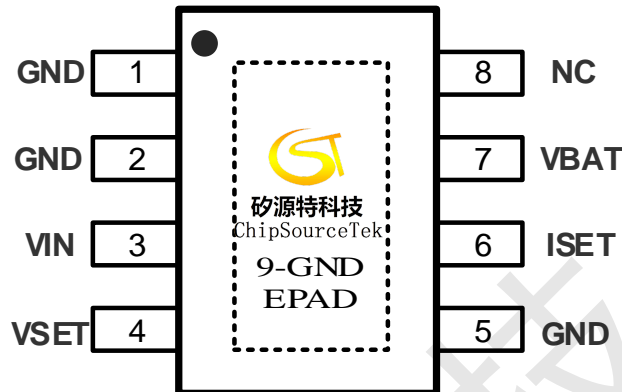 GND 1 8 NC
GND 2 7 VBAT
矽源特科技
ChipSourceTek
VIN 3 6 ISET
9-GND
EPAD
VSET 4 5 GND